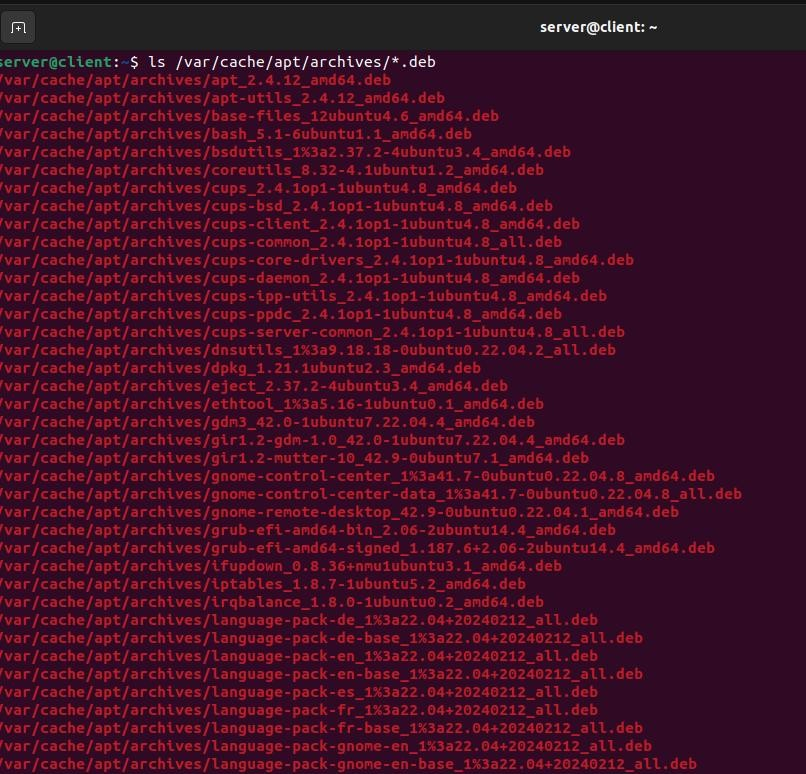 server@client: ~
server@client:~$ ls /var/cache/apt/archives/*.deb
/var/cache/apt/archives/apt_2.4.12_amd64.deb
/var/cache/apt/archives/apt-utils_2.4.12_amd64.deb
/var/cache/apt/archives/base-files_12ubuntu4.6_amd64.deb
/var/cache/apt/archives/bash_5.1-6ubuntu1.1_amd64.deb
/var/cache/apt/archives/bsdutils_1%3a2.37.2-4ubuntu3.4_amd64.deb
/var/cache/apt/archives/coreutils_8.32-4.1ubuntu1.2_amd64.deb
/var/cache/apt/archives/cups_2.4.1op1-1ubuntu4.8_amd64.deb
/var/cache/apt/archives/cups-bsd_2.4.1op1-1ubuntu4.8_amd64.deb
/var/cache/apt/archives/cups-client_2.4.1op1-1ubuntu4.8_amd64.deb
/var/cache/apt/archives/cups-common_2.4.1op1-1ubuntu4.8_all.deb
/var/cache/apt/archives/cups-core-drivers_2.4.1op1-1ubuntu4.8_amd64.deb
/var/cache/apt/archives/cups-daemon_2.4.1op1-1ubuntu4.8_amd64.deb
/var/cache/apt/archives/cups-ipp-utils_2.4.1op1-1ubuntu4.8_amd64.deb
/var/cache/apt/archives/cups-ppdc_2.4.1op1-1ubuntu4.8_amd64.deb
/var/cache/apt/archives/cups-server-common_2.4.1op1-1ubuntu4.8_all.deb
/var/cache/apt/archives/dnsutils_1%3a9.18.18-0ubuntu0.22.04.2_all.deb
/var/cache/apt/archives/dpkg_1.21.1ubuntu2.3_amd64.deb
/var/cache/apt/archives/eject_2.37.2-4ubuntu3.4_amd64.deb
/var/cache/apt/archives/ethtool_1%3a5.16-1ubuntu0.1_amd64.deb
/var/cache/apt/archives/gdm3_42.0-1ubuntu7.22.04.4_amd64.deb
/var/cache/apt/archives/gir1.2-gdm-1.0_42.0-1ubuntu7.22.04.4_amd64.deb
/var/cache/apt/archives/gir1.2-mutter-10_42.9-0ubuntu7.1_amd64.deb
/var/cache/apt/archives/gnome-control-center_1%3a41.7-0ubuntu0.22.04.8_amd64.deb
/var/cache/apt/archives/gnome-control-center-data_1%3a41.7-0ubuntu0.22.04.8_all.deb
/var/cache/apt/archives/gnome-remote-desktop_42.9-0ubuntu0.22.04.1_amd64.deb
/var/cache/apt/archives/grub-efi-amd64-bin_2.06-2ubuntu14.4_amd64.deb
/var/cache/apt/archives/grub-efi-amd64-signed_1.187.6+2.06-2ubuntu14.4_amd64.deb
/var/cache/apt/archives/ifupdown_0.8.36+nmu1ubuntu3.1_amd64.deb
/var/cache/apt/archives/iptables_1.8.7-1ubuntu5.2_amd64.deb
/var/cache/apt/archives/irqbalance_1.8.0-1ubuntu0.2_amd64.deb
/var/cache/apt/archives/language-pack-de_1%3a22.04+20240212_all.deb
/var/cache/apt/archives/language-pack-de-base_1%3a22.04+20240212_all.deb
/var/cache/apt/archives/language-pack-en_1%3a22.04+20240212_all.deb
/var/cache/apt/archives/language-pack-en-base_1%3a22.04+20240212_all.deb
/var/cache/apt/archives/language-pack-es_1%3a22.04+20240212_all.deb
/var/cache/apt/archives/language-pack-fr_1%3a22.04+20240212_all.deb
/var/cache/apt/archives/language-pack-fr-base_1%3a22.04+20240212_all.deb
/var/cache/apt/archives/language-pack-gnome-en_1%3a22.04+20240212_all.deb
/var/cache/apt/archives/language-pack-gnome-en-base_1%3a22.04+20240212_all.deb